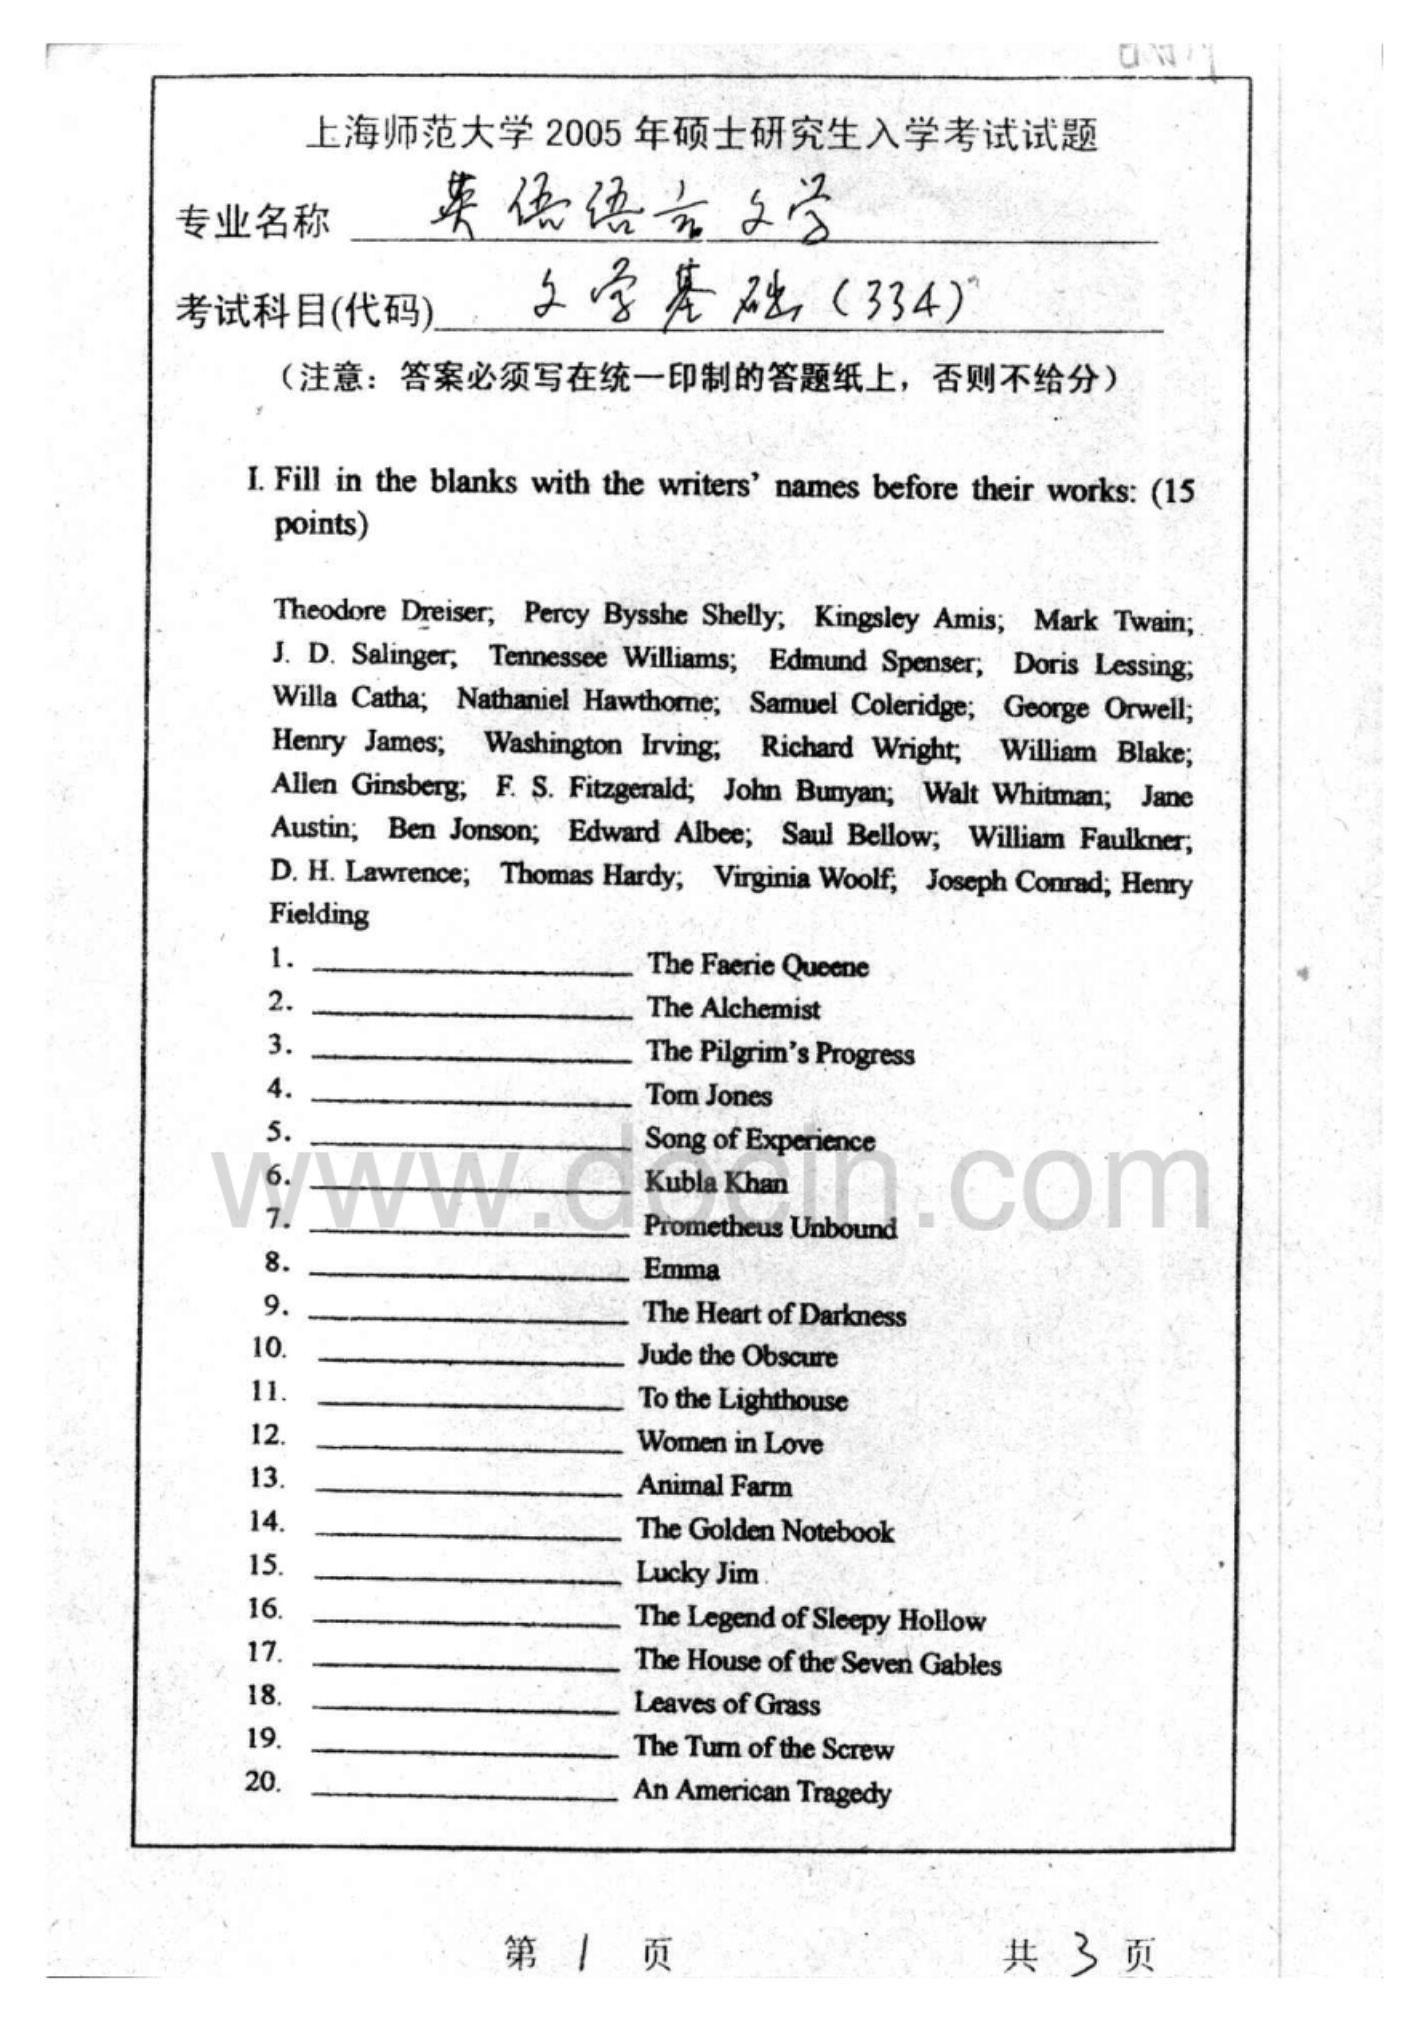 上海师范大学 2005 年硕士研究生入学考试试题
专业名称 英语语言文学
考试科目(代码) 文学基础(334)
（注意：答案必须写在统一印制的答题纸上，否则不给分）
I. Fill in the blanks with the writers' names before their works: (15
points)
Theodore Dreiser; Percy Bysshe Shelly; Kingsley Amis; Mark Twain;
J. D. Salinger; Tennessee Williams; Edmund Spenser; Doris Lessing;
Willa Catha; Nathaniel Hawthorne; Samuel Coleridge; George Orwell;
Henry James; Washington Irving; Richard Wright; William Blake;
Allen Ginsberg; F. S. Fitzgerald; John Bunyan; Walt Whitman; Jane
Austin; Ben Jonson; Edward Albee; Saul Bellow; William Faulkner;
D. H. Lawrence; Thomas Hardy; Virginia Woolf; Joseph Conrad; Henry
Fielding
1. The Faerie Queene
2. The Alchemist
3. The Pilgrim's Progress
4. Tom Jones
5. Song of Experience
6. Kubla Khan
www.docin.com
7. Prometheus Unbound
8. Emma
9. The Heart of Darkness
10. Jude the Obscure
11. To the Lighthouse
12. Women in Love
13. Animal Farm
14. The Golden Notebook
15. Lucky Jim
16. The Legend of Sleepy Hollow
17. The House of the Seven Gables
18. Leaves of Grass
19. The Turn of the Screw
20. An American Tragedy
第 1 页 共 3 页